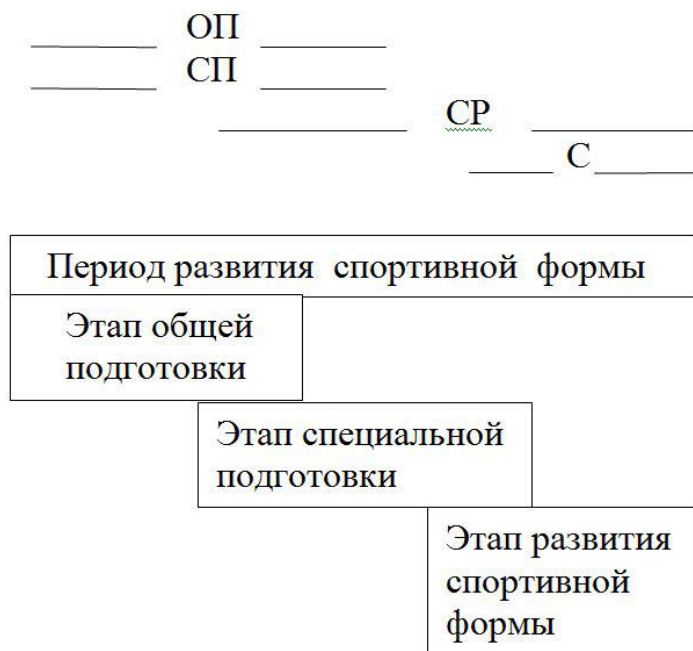 ОП
СП
СР
С
Период развития спортивной формы
Этап общей
подготовки
Этап специальной
подготовки
Этап развития
спортивной
формы